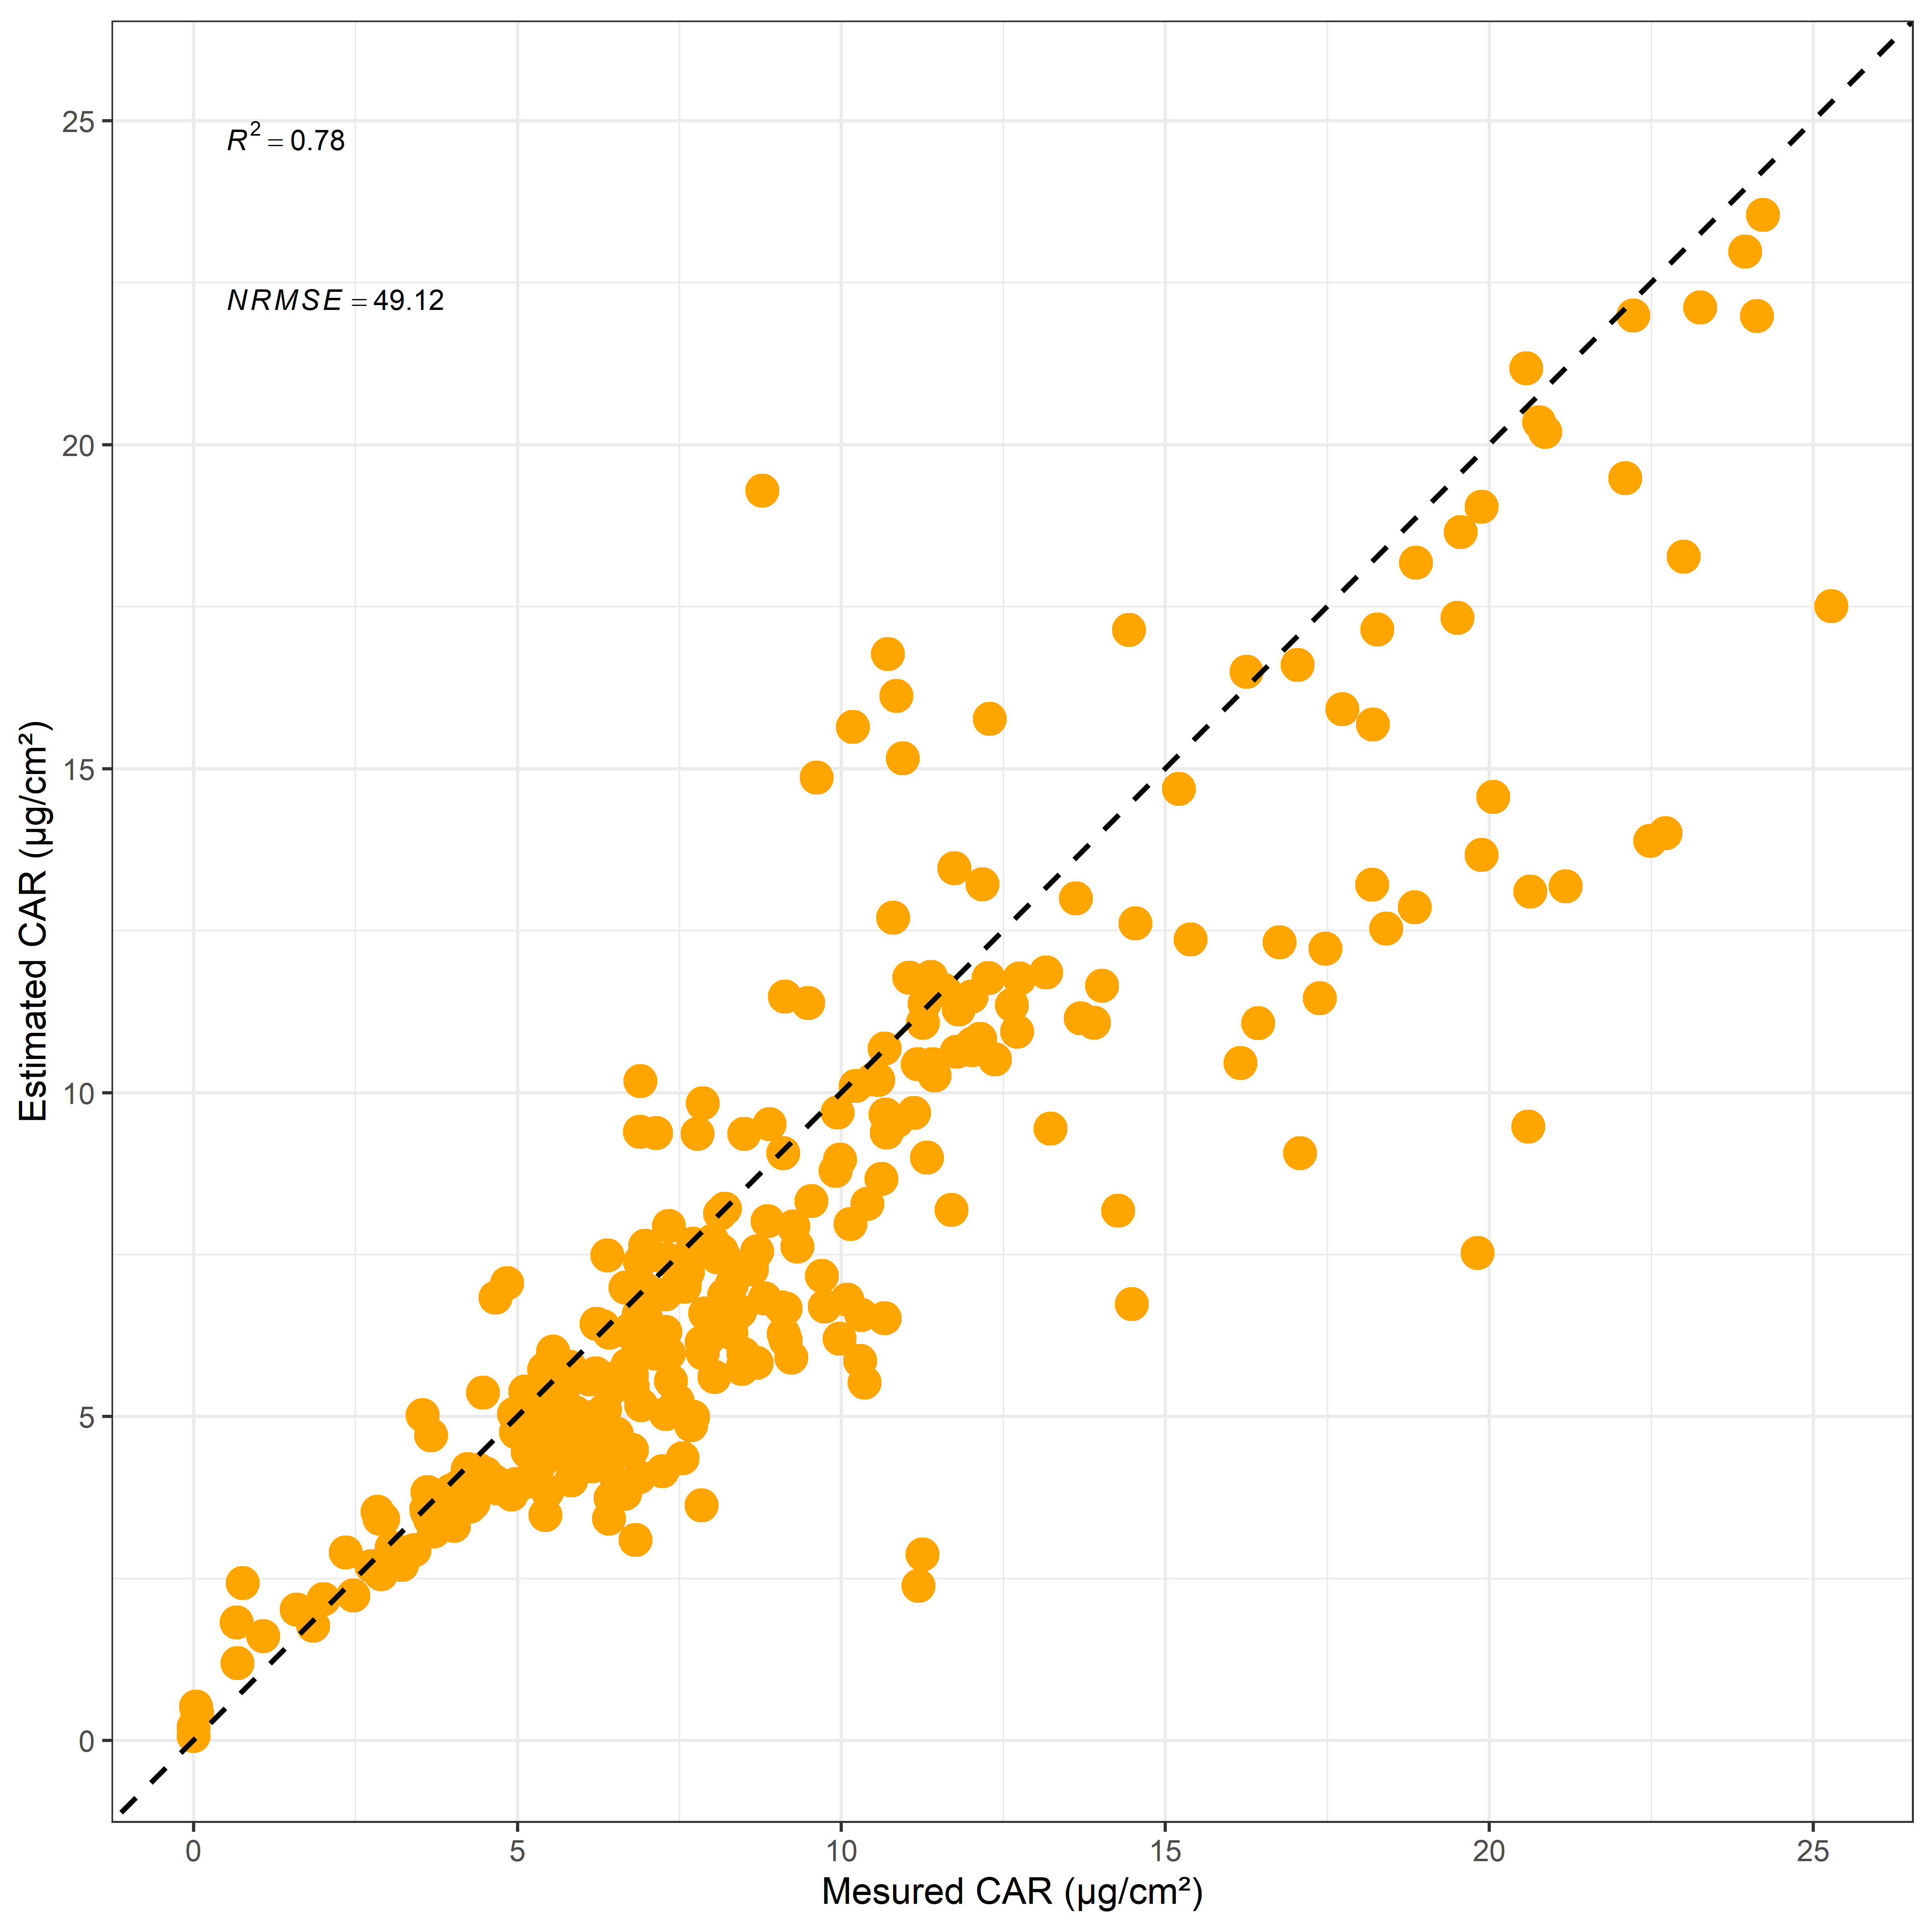 25
20
15
10
5
0
Estimated CAR (µg/cm²)
R² = 0.78
NRMSE = 49.12
0 5 10 15 20 25
Mesured CAR (µg/cm²)